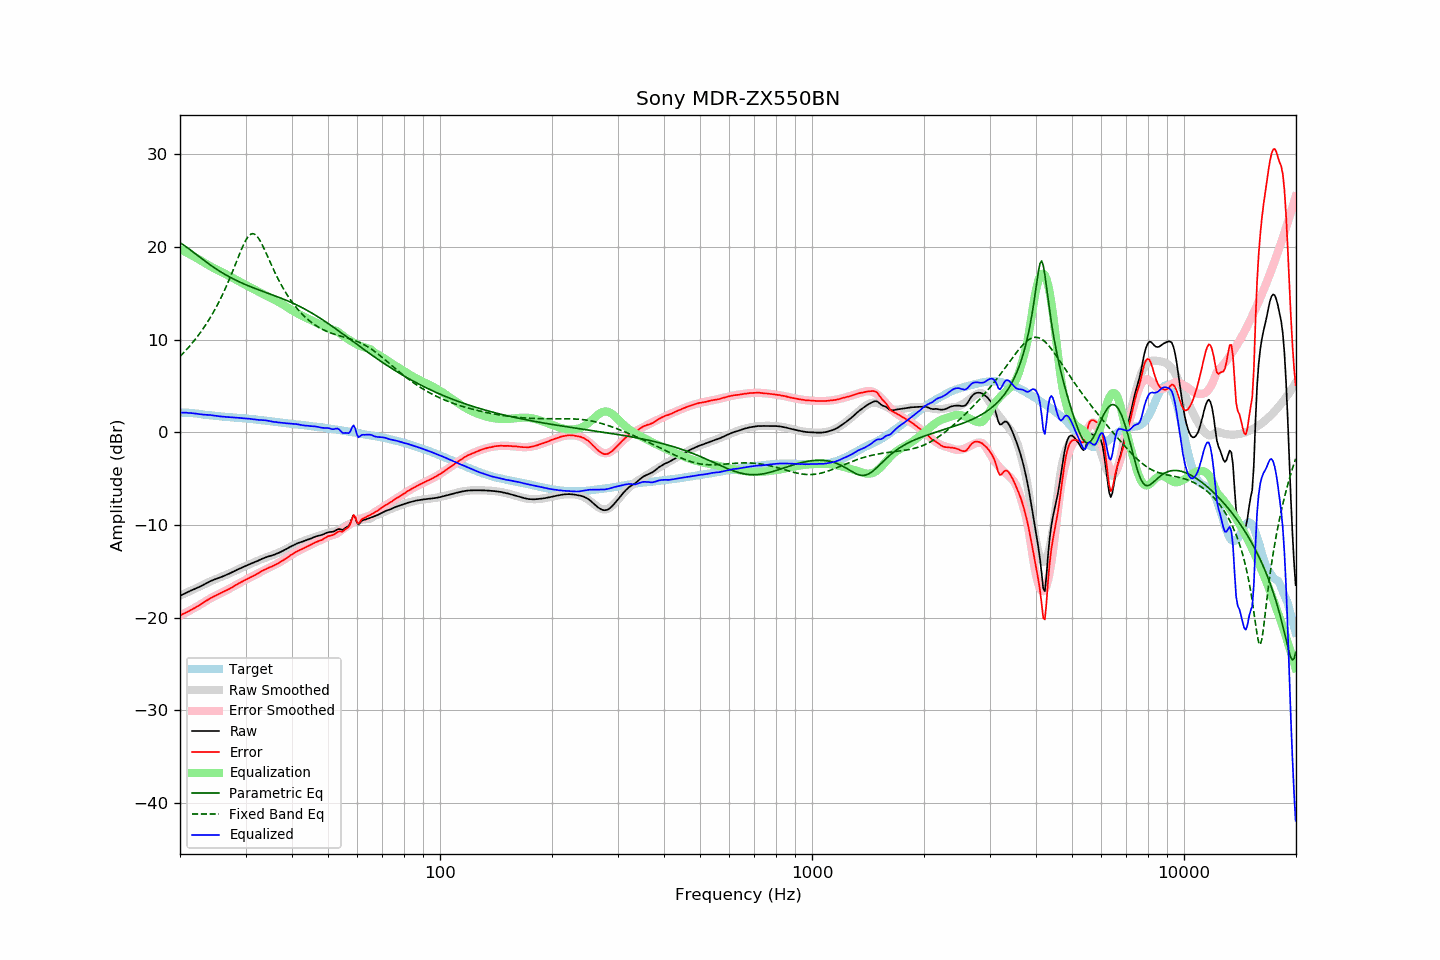 Sony MDR-ZX550BN
30
20
10
0
−10
−20
−30
−40
Amplitude (dBr)
Target
Raw Smoothed
Error Smoothed
Raw
Error
Equalization
Parametric Eq
Fixed Band Eq
Equalized
100
1000
10000
Frequency (Hz)